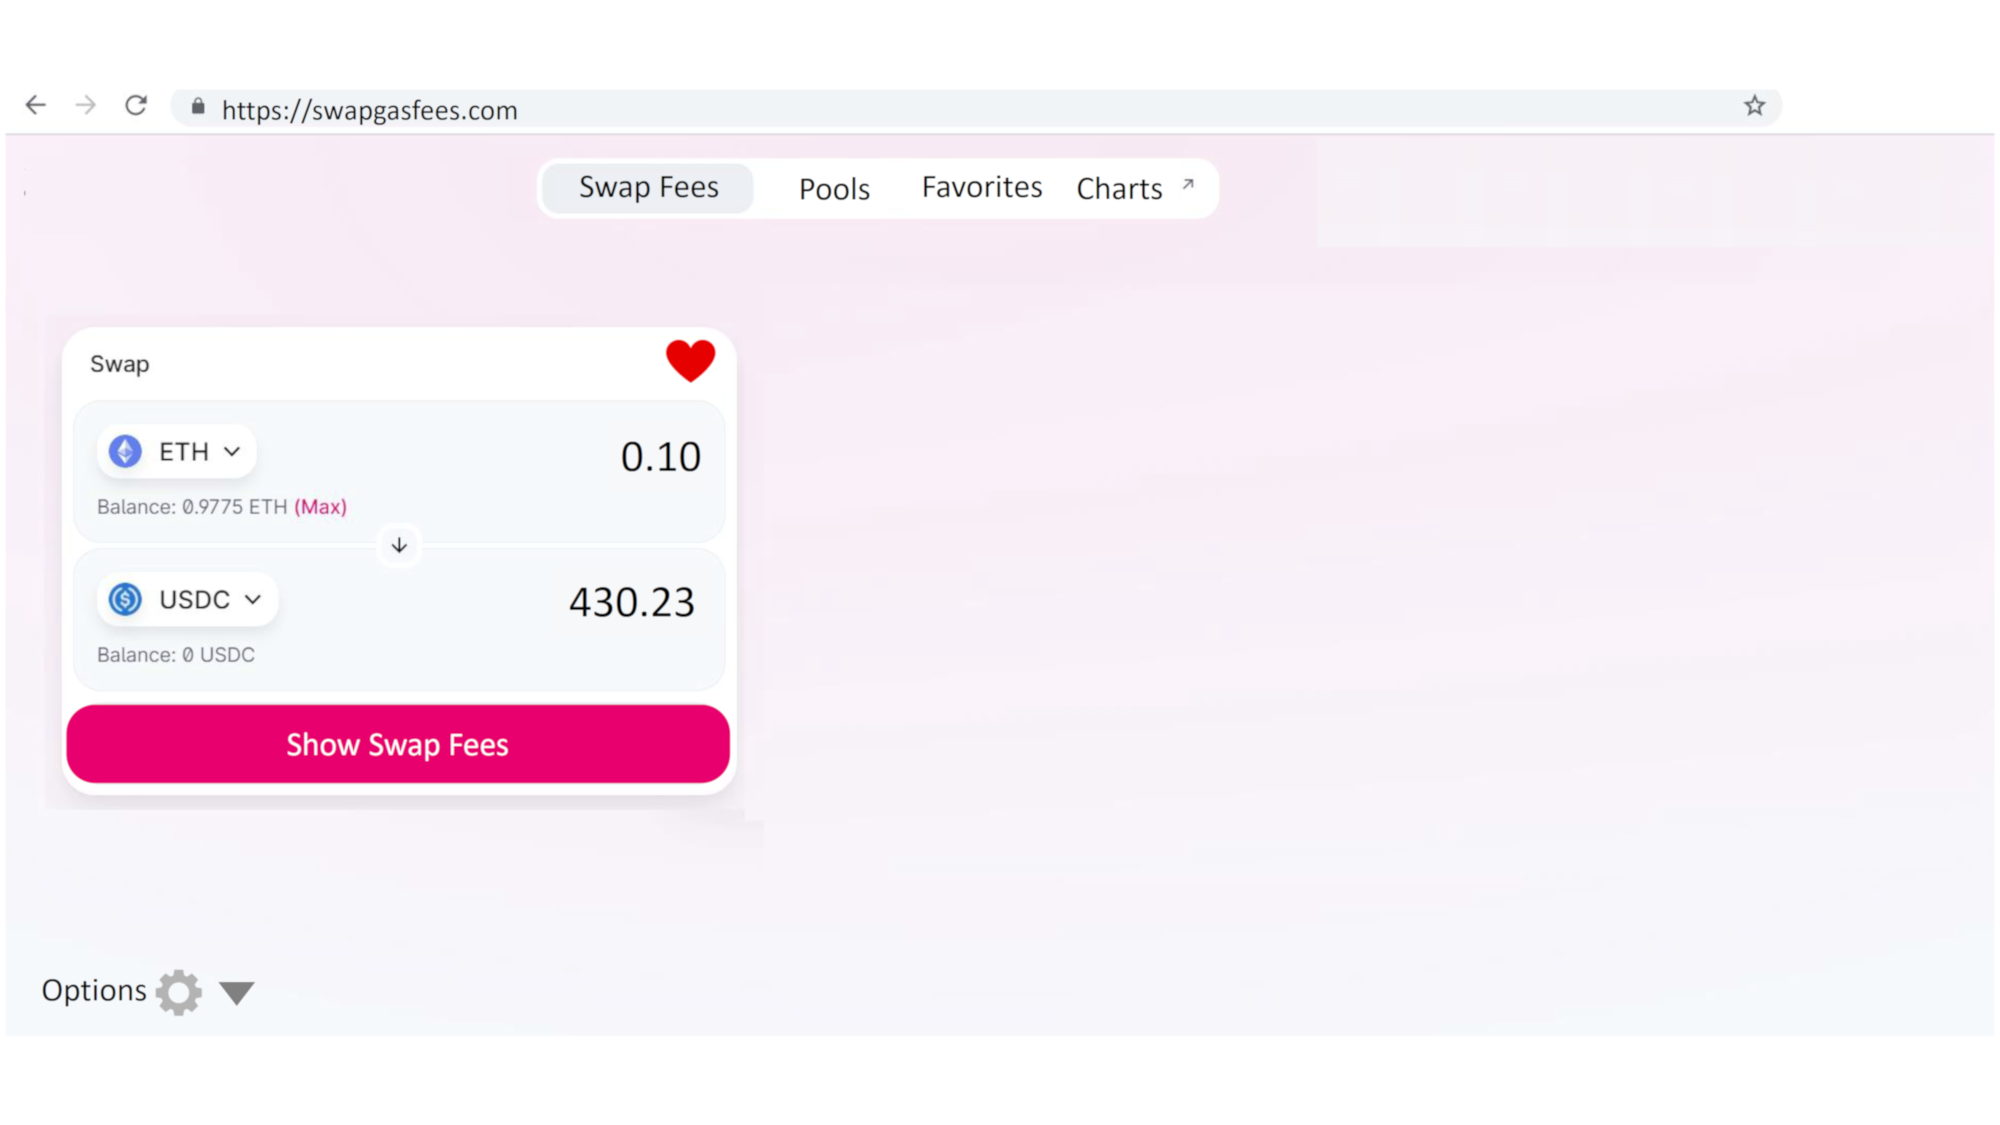 https://swapgasfees.com
Swap Fees Pools Favorites Charts
Swap
ETH 0.10
Balance: 0.9775 ETH (Max)
USDC 430.23
Balance: 0 USDC
Show Swap Fees
Options